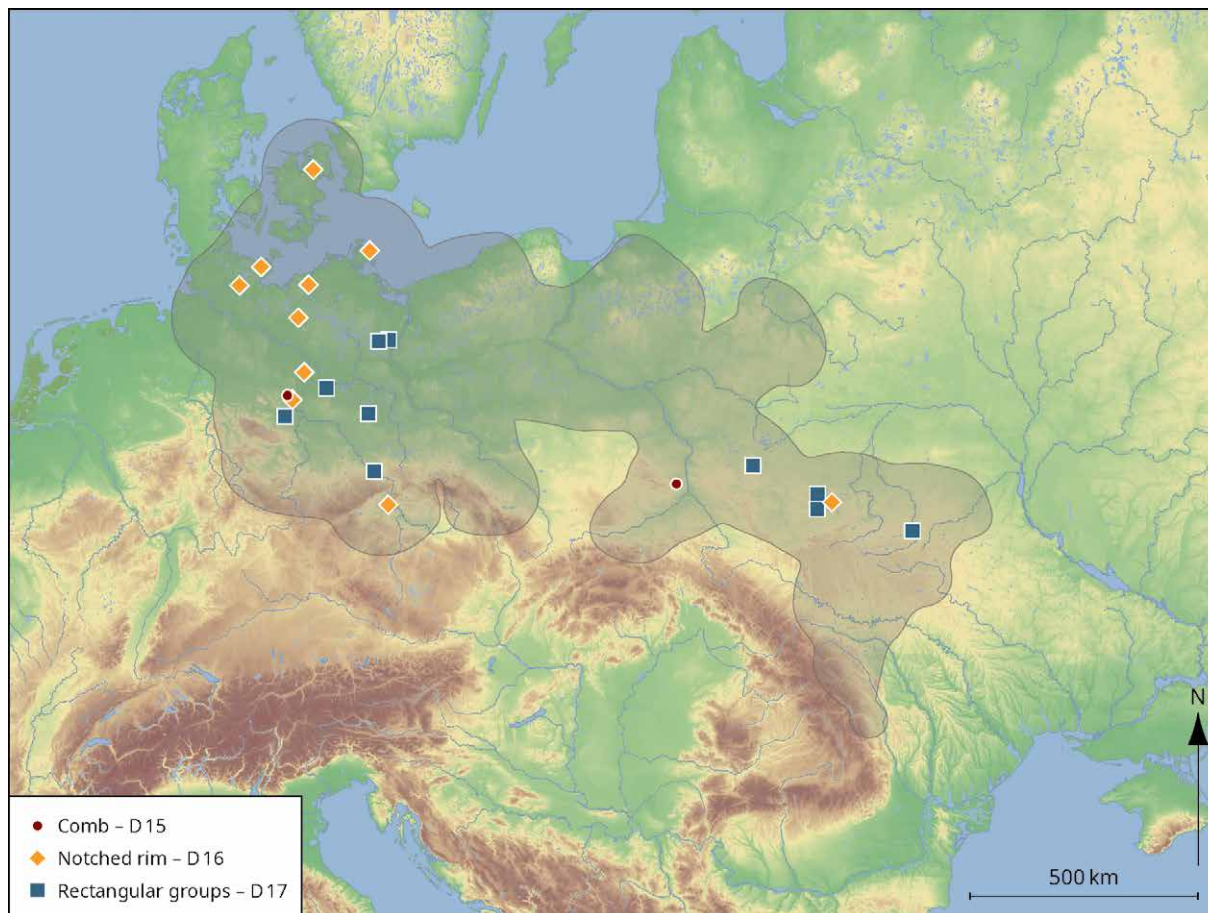 N
Comb – D15
Notched rim – D16
Rectangular groups – D17
500 km